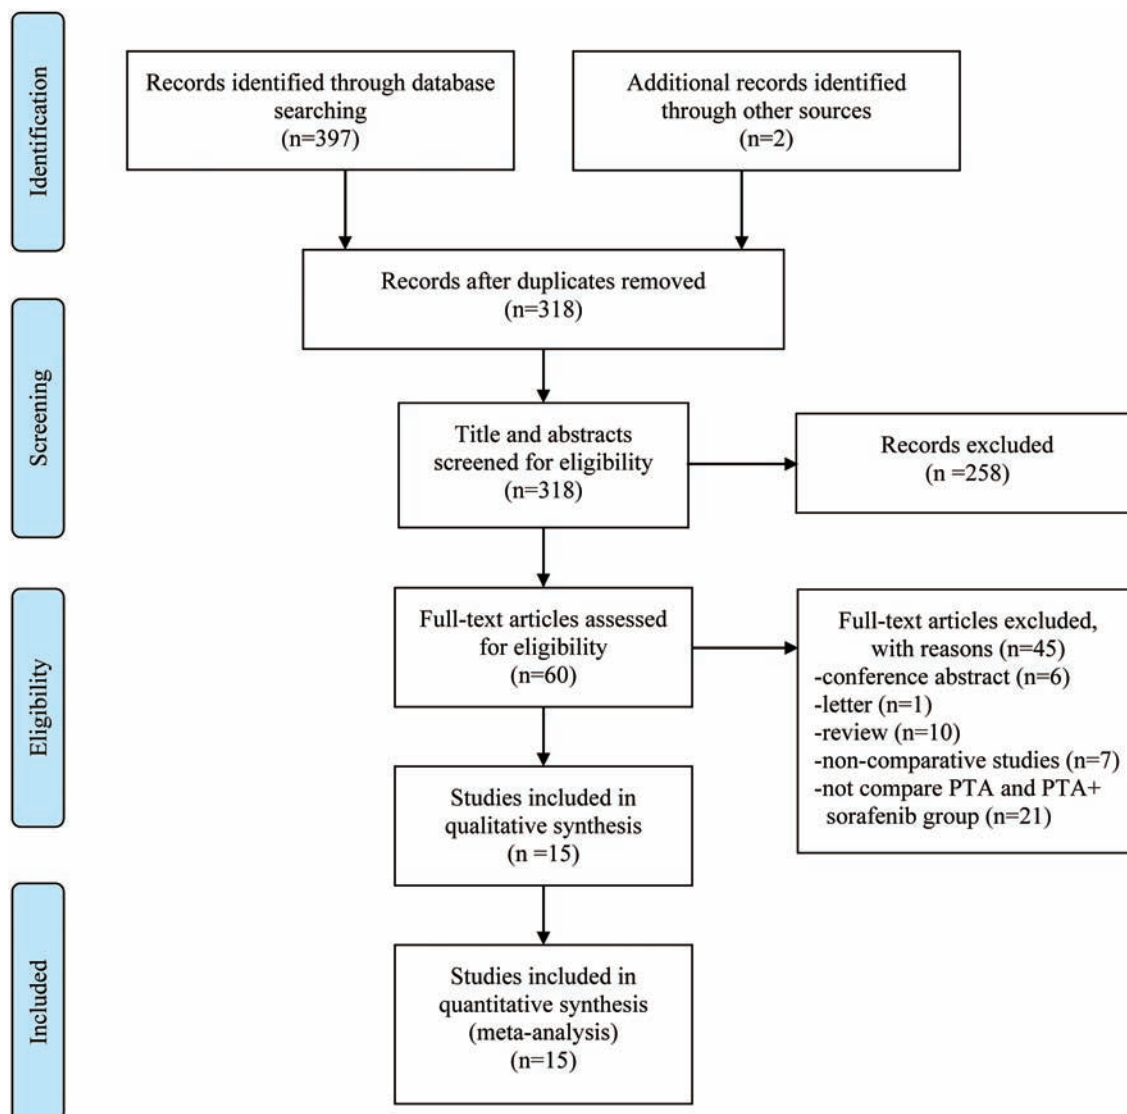 Identification
Records identified through database
searching
(n=397)
Additional records identified
through other sources
(n=2)
Records after duplicates removed
(n=318)
Screening
Title and abstracts
screened for eligibility
(n=318)
Records excluded
(n =258)
Eligibility
Full-text articles assessed
for eligibility
(n=60)
Full-text articles excluded,
with reasons (n=45)
-conference abstract (n=6)
-letter (n=1)
-review (n=10)
-non-comparative studies (n=7)
-not compare PTA and PTA+
sorafenib group (n=21)
Studies included in
qualitative synthesis
(n =15)
Included
Studies included in
quantitative synthesis
(meta-analysis)
(n=15)